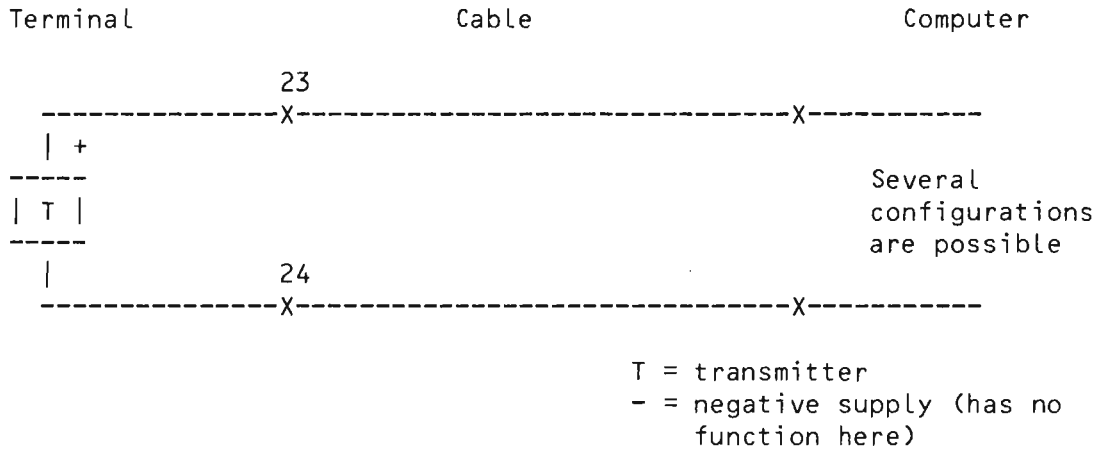 Terminal Cable Computer
23
---------------X--------------------------------X------------
| +
-----
| T |
-----
|
Several
configurations
are possible
24
---------------X--------------------------------X------------
T = transmitter
- = negative supply (has no
function here)